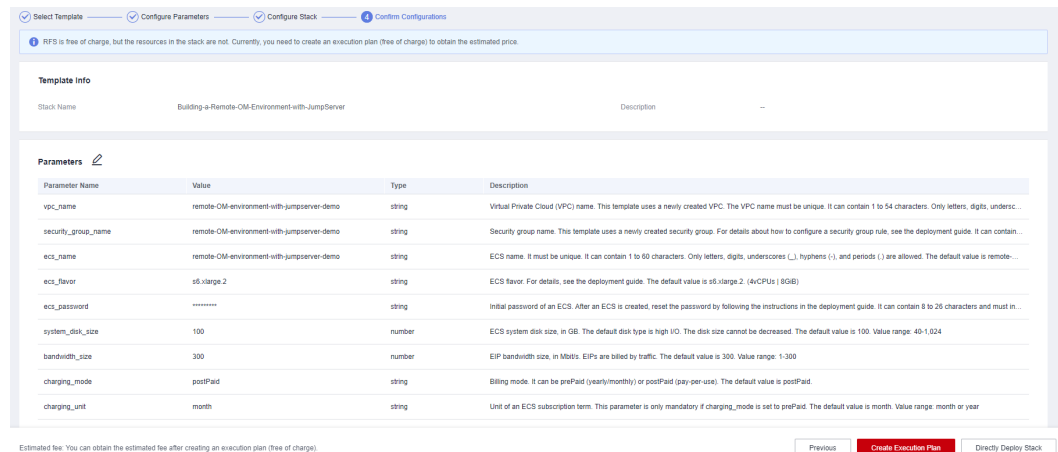 Select Template
Configure Parameters
Configure Stack
4 Confirm Configurations
RFS is free of charge, but the resources in the stack are not. Currently, you need to create an execution plan (free of charge) to obtain the estimated price.
Template Info
Stack Name Building-a-Remote-OM-Environment-with-JumpServer Description --
Parameters
Parameter Name Value Type Description
vpc_name remote-OM-environment-with-jumpserver-demo string Virtual Private Cloud (VPC) name. This template uses a newly created VPC. The VPC name must be unique. It can contain 1 to 54 characters. Only letters, digits, undersc...
security_group_name remote-OM-environment-with-jumpserver-demo string Security group name. This template uses a newly created security group. For details about how to configure a security group rule, see the deployment guide. It can contain...
ecs_name remote-OM-environment-with-jumpserver-demo string ECS name. It must be unique. It can contain 1 to 60 characters. Only letters, digits, underscores (_), hyphens (-), and periods (.) are allowed. The default value is remote-...
ecs_flavor s6.xlarge.2 string ECS flavor. For details, see the deployment guide. The default value is s6.xlarge.2. (4vCPUs | 8GiB)
ecs_password ********* string Initial password of an ECS. After an ECS is created, reset the password by following the instructions in the deployment guide. It can contain 8 to 26 characters and must in...
system_disk_size 100 number ECS system disk size, in GB. The default disk type is high I/O. The disk size cannot be decreased. The default value is 100. Value range: 40-1,024
bandwidth_size 300 number EIP bandwidth size, in Mbit/s. EIPs are billed by traffic. The default value is 300. Value range: 1-300
charging_mode postPaid string Billing mode. It can be prePaid (yearly/monthly) or postPaid (pay-per-use). The default value is postPaid.
charging_unit month string Unit of an ECS subscription term. This parameter is only mandatory if charging_mode is set to prePaid. The default value is month. Value range: month or year
Estimated fee: You can obtain the estimated fee after creating an execution plan (free of charge). Previous Create Execution Plan Directly Deploy Stack